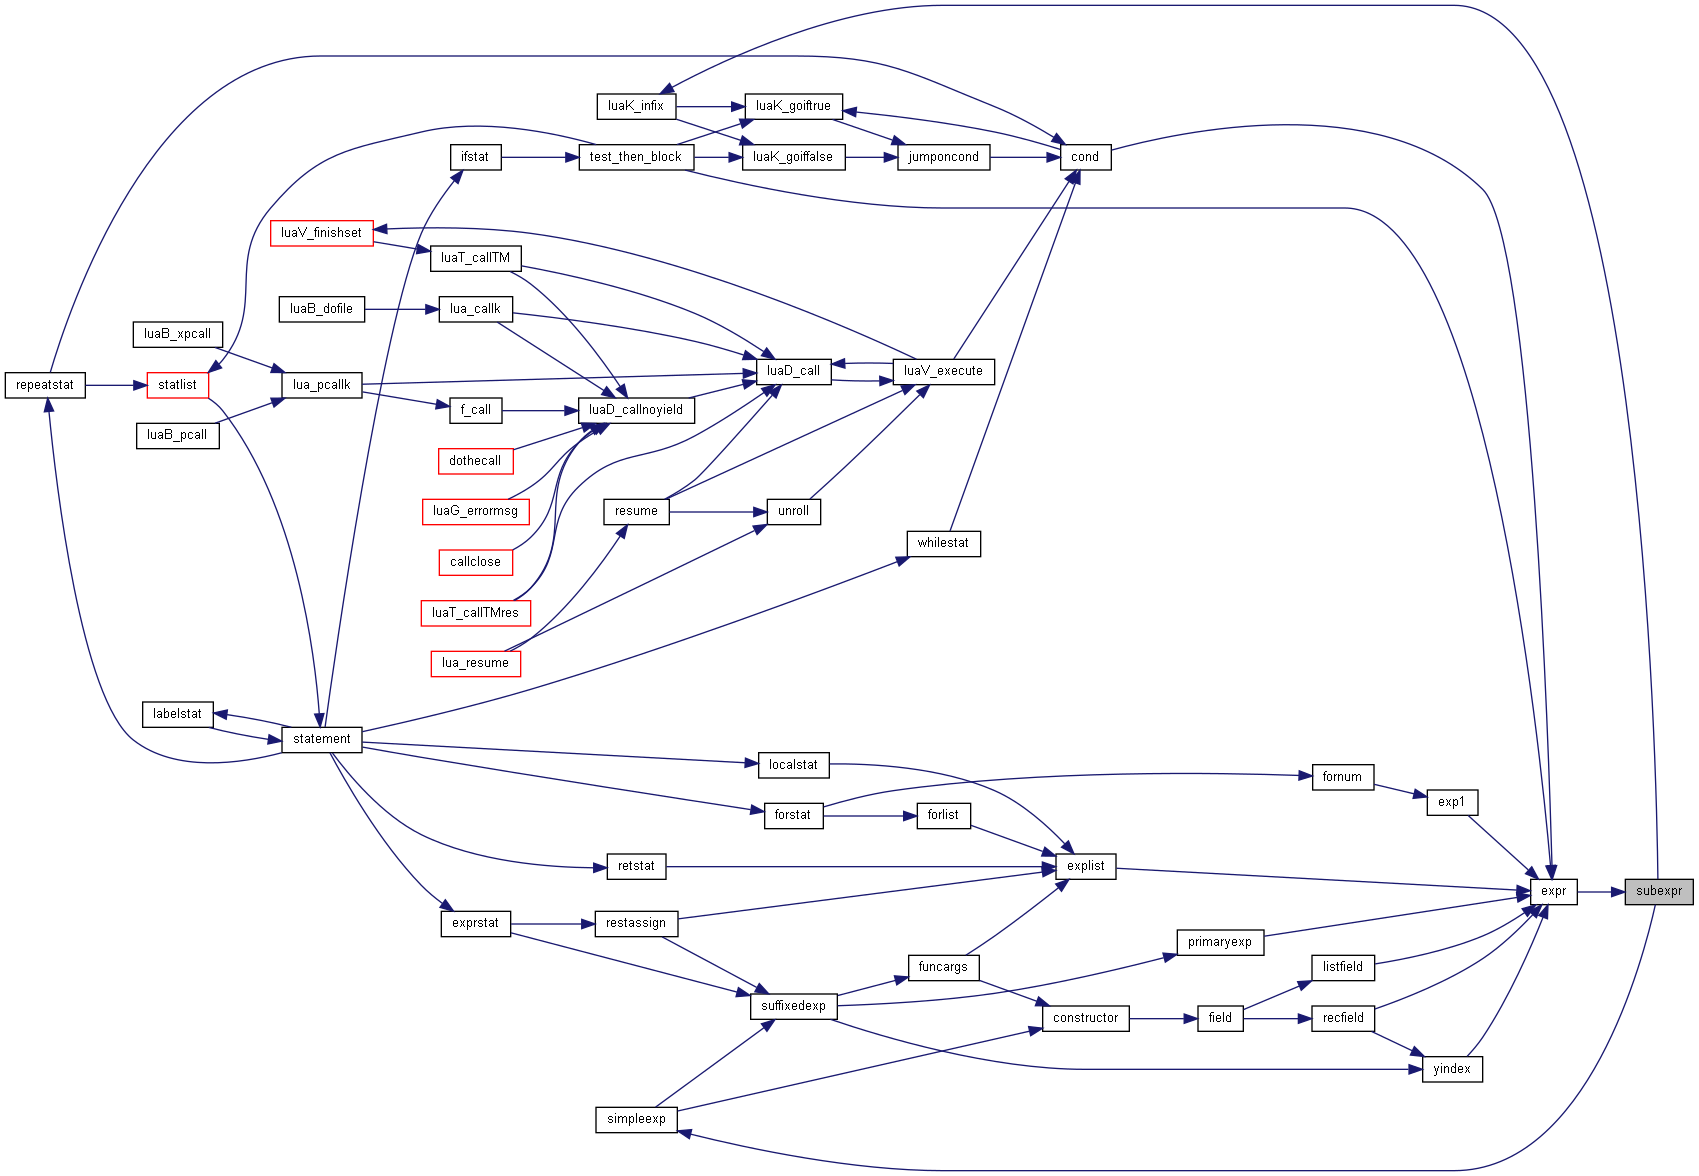 luaK_infix
luaK_goiftrue
ifstat
test_then_block
luaK_goiffalse
jumponcond
cond
luaV_finishset
luaT_callTM
luaB_dofile
lua_callk
luaB_xpcall
repeatstat
statlist
lua_pcallk
luaD_call
luaV_execute
luaB_pcall
f_call
luaD_callnoyield
dothecall
luaG_errormsg
resume
unroll
callclose
whilestat
luaT_callTMres
lua_resume
labelstat
statement
localstat
fornum
exp1
forstat
forlist
retstat
explist
expr
subexpr
exprstat
restassign
primaryexp
funcargs
listfield
suffixedexp
constructor
field
recfield
yindex
simpleexp